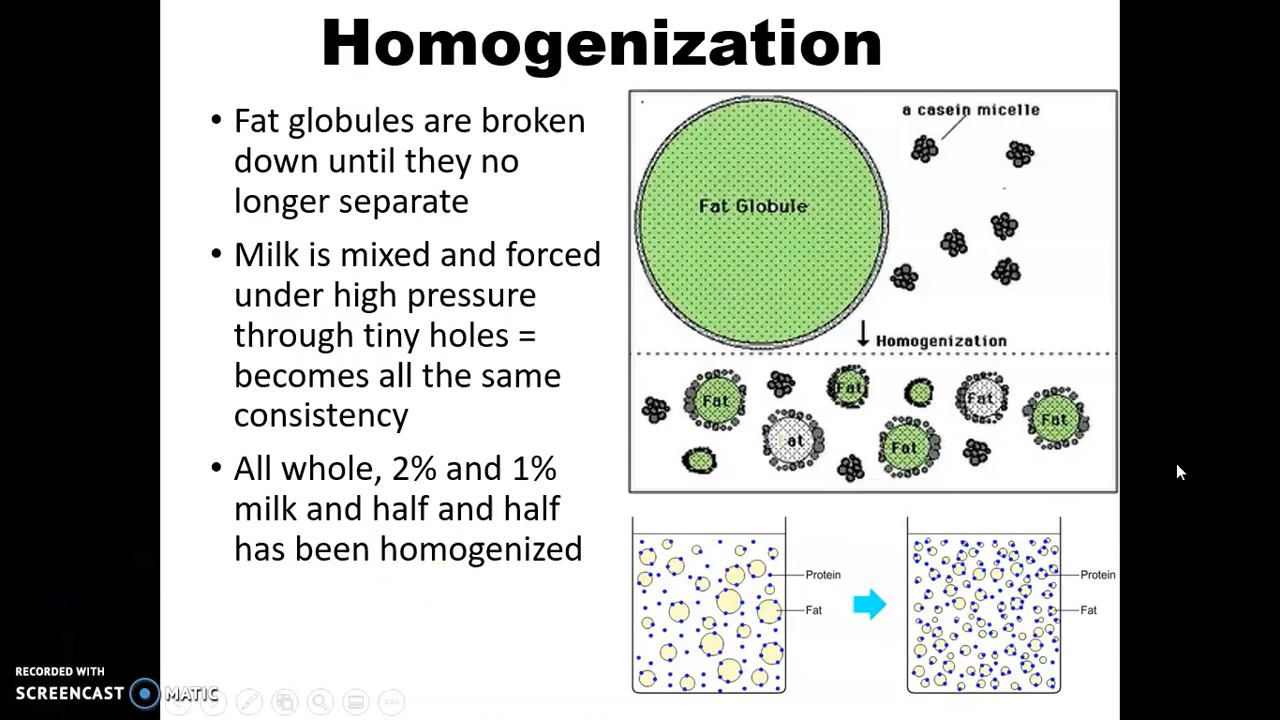 Homogenization
• Fat globules are broken
down until they no
longer separate
• Milk is mixed and forced
under high pressure
through tiny holes =
becomes all the same
consistency
• All whole, 2% and 1%
milk and half and half
has been homogenized
a casein micelle
Fat Globule
Homogenization
Fat
Fat
Fat
Fat
Fat
Fat
Protein
Fat
Protein
Fat
RECORDED WITH
SCREENCAST MATIC